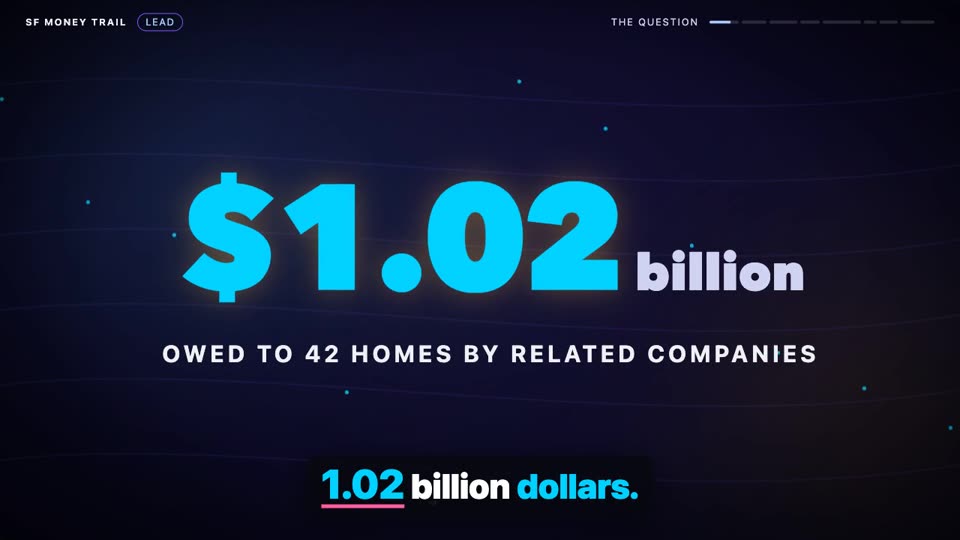 SF MONEY TRAIL LEAD THE QUESTION
$1.02 billion
OWED TO 42 HOMES BY RELATED COMPANIES
1.02 billion dollars.